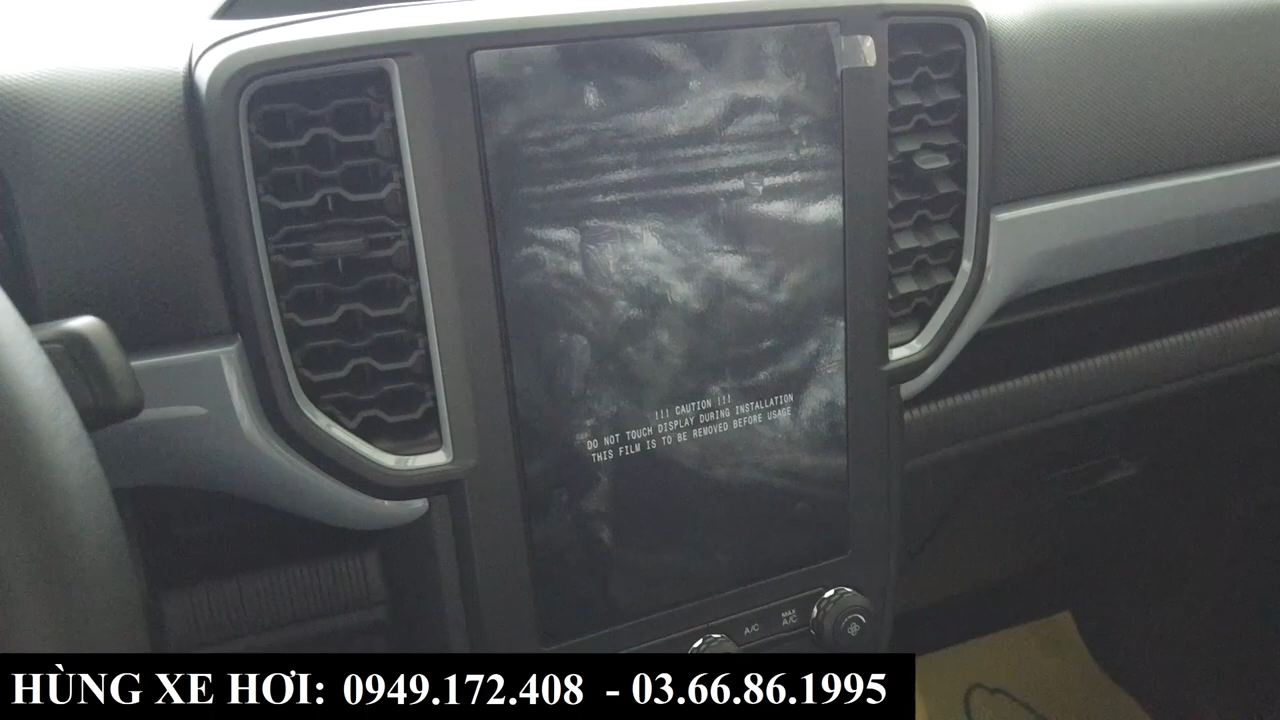 !!! CAUTION !!!
DO NOT TOUCH DISPLAY DURING INSTALLATION
THIS FILM IS TO BE REMOVED BEFORE USAGE
A/C
MAX
A/C
HÙNG XE HƠI: 0949.172.408 - 03.66.86.1995